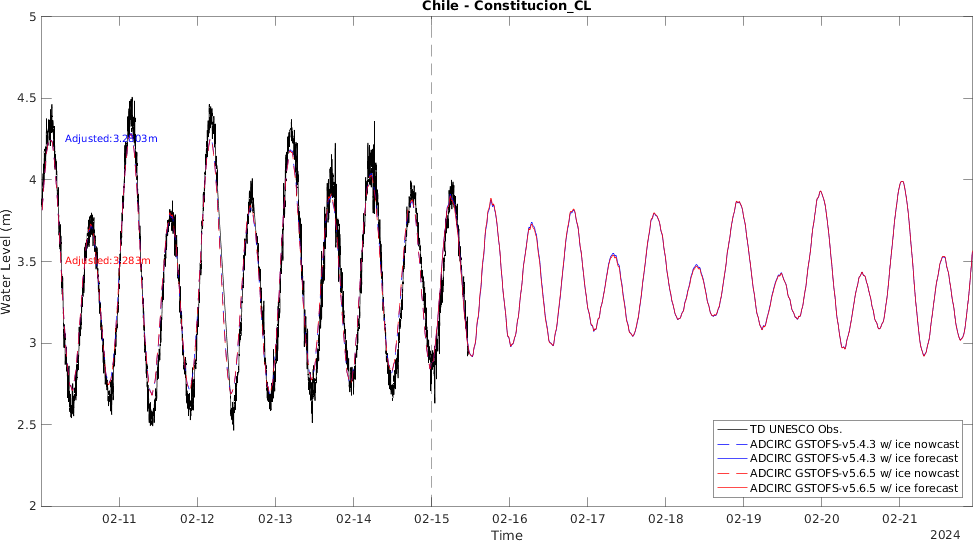 Chile - Constitucion_CL
Water Level (m)
5
4.5
4
3.5
3
2.5
2
Adjusted:3.2803m
Adjusted:3.283m
TD UNESCO Obs.
ADCIRC GSTOFS-v5.4.3 w/ ice nowcast
ADCIRC GSTOFS-v5.4.3 w/ ice forecast
ADCIRC GSTOFS-v5.6.5 w/ ice nowcast
ADCIRC GSTOFS-v5.6.5 w/ ice forecast
02-11 02-12 02-13 02-14 02-15 02-16 02-17 02-18 02-19 02-20 02-21
Time
2024